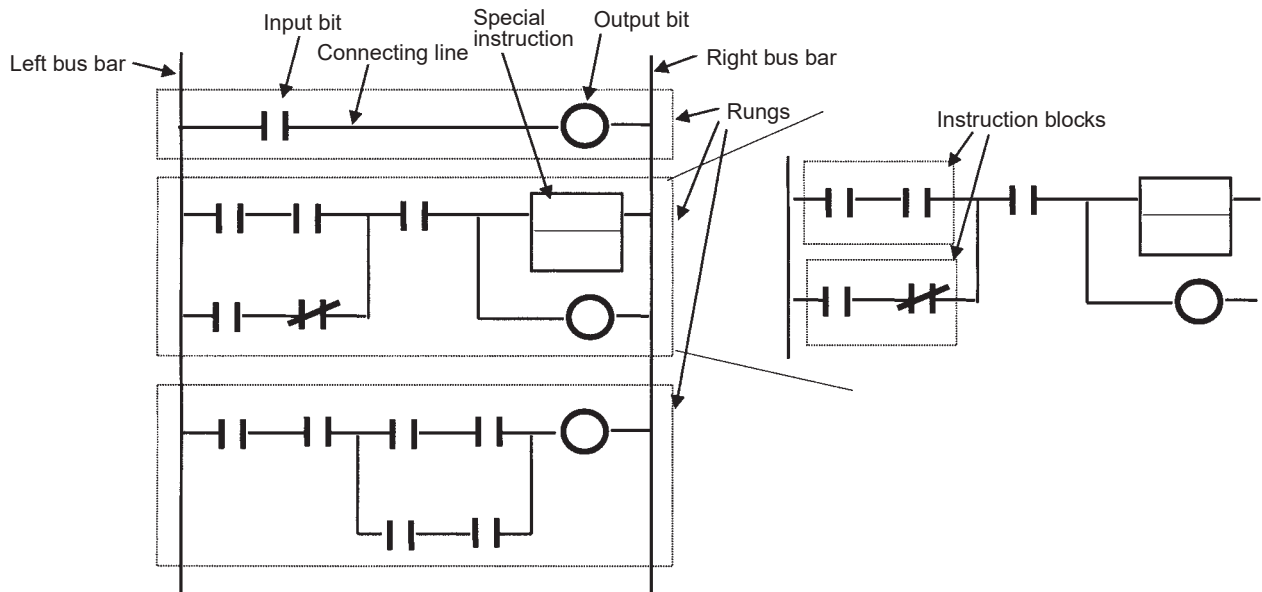 Input bit
Special
instruction
Output bit
Left bus bar
Connecting line
Right bus bar
Rungs
Instruction blocks